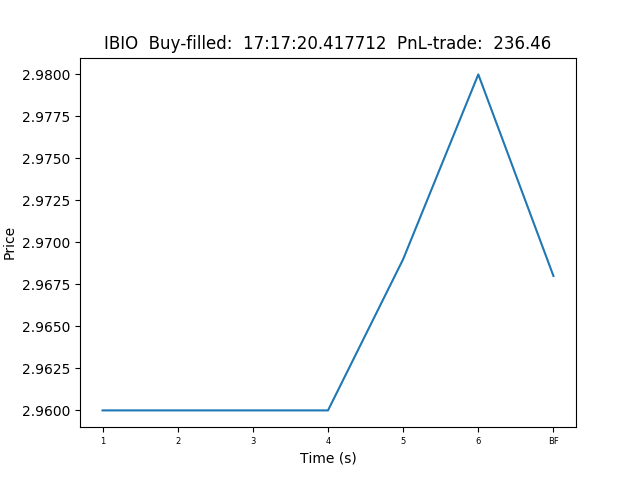 IBIO  Buy-filled:  17:17:20.417712  PnL-trade:  236.46
2.9800
2.9775
2.9750
2.9725
2.9700
2.9675
2.9650
2.9625
2.9600
Price
1 2 3 4 5 6 BF
Time (s)